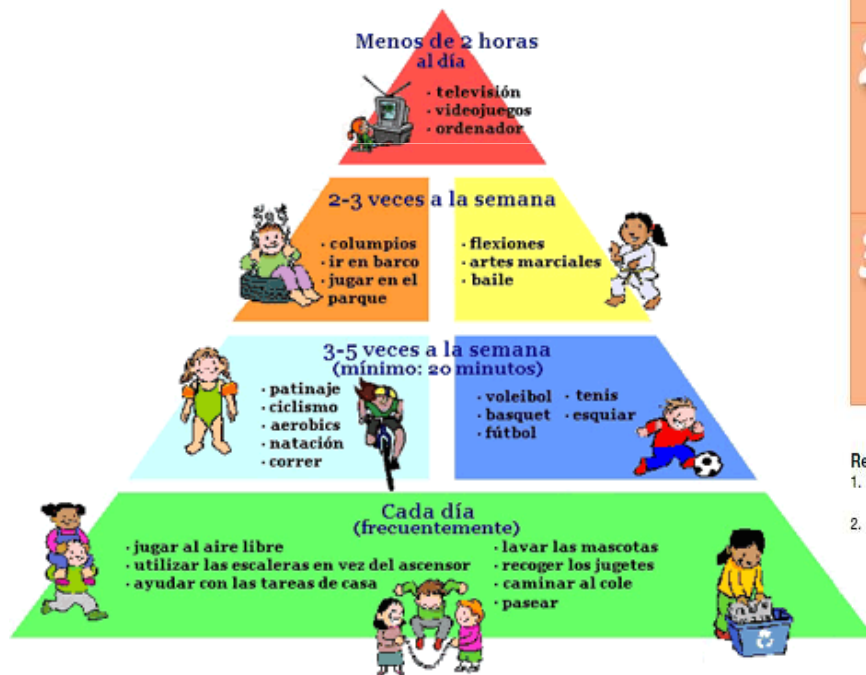 Menos de 2 horas
al día
· televisión
· videojuegos
· ordenador
2-3 veces a la semana
· columpios
· ir en barco
· jugar en el
parque
· flexiones
· artes marciales
· baile
3-5 veces a la semana
(mínimo: 20 minutos)
· patinaje
· ciclismo
· aerobics
· natación
· correr
· voleibol · tenis
· basquet · esquiar
· fútbol
Cada día
(frecuentemente)
· jugar al aire libre
· utilizar las escaleras en vez del ascensor
· ayudar con las tareas de casa
· lavar las mascotas
· recoger los jugetes
· caminar al cole
· pasear
Re
1.
2.